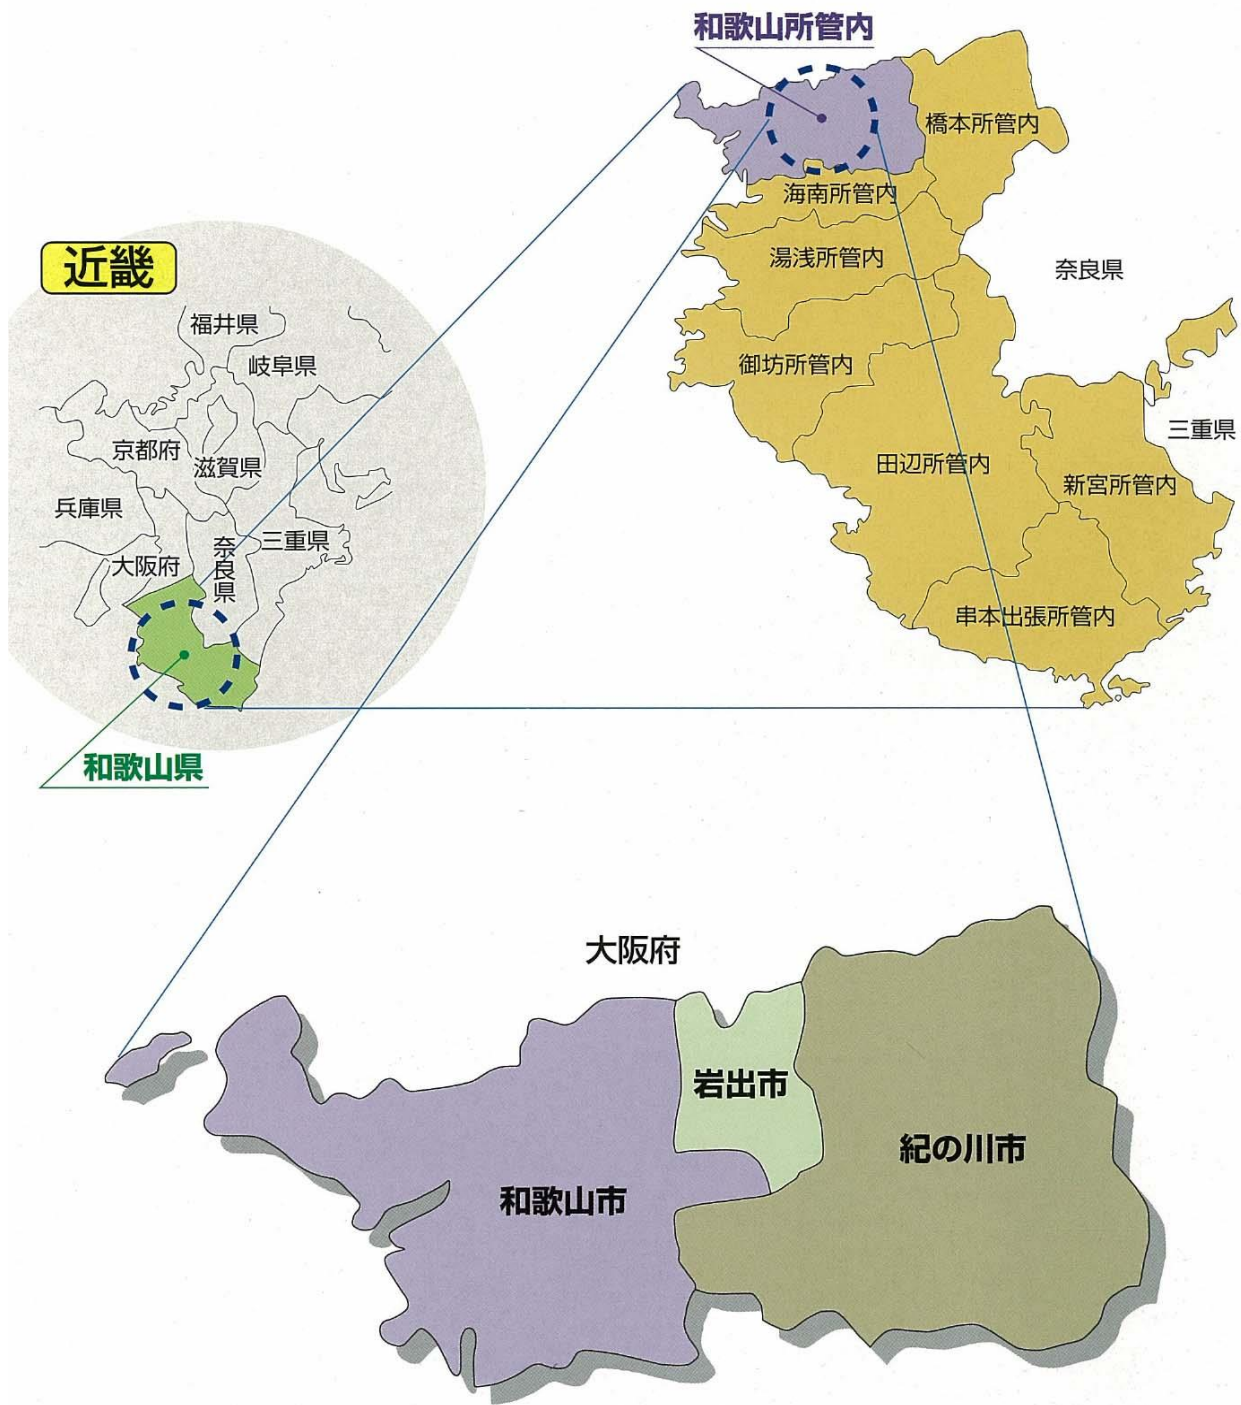 和歌山所管内
橋本所管内
海南所管内
湯浅所管内
奈良県
御坊所管内
三重県
田辺所管内
新宮所管内
串本出張所管内
近畿
福井県
岐阜県
京都府
滋賀県
兵庫県
三重県
奈良県
大阪府
和歌山県
大阪府
岩出市
紀の川市
和歌山市